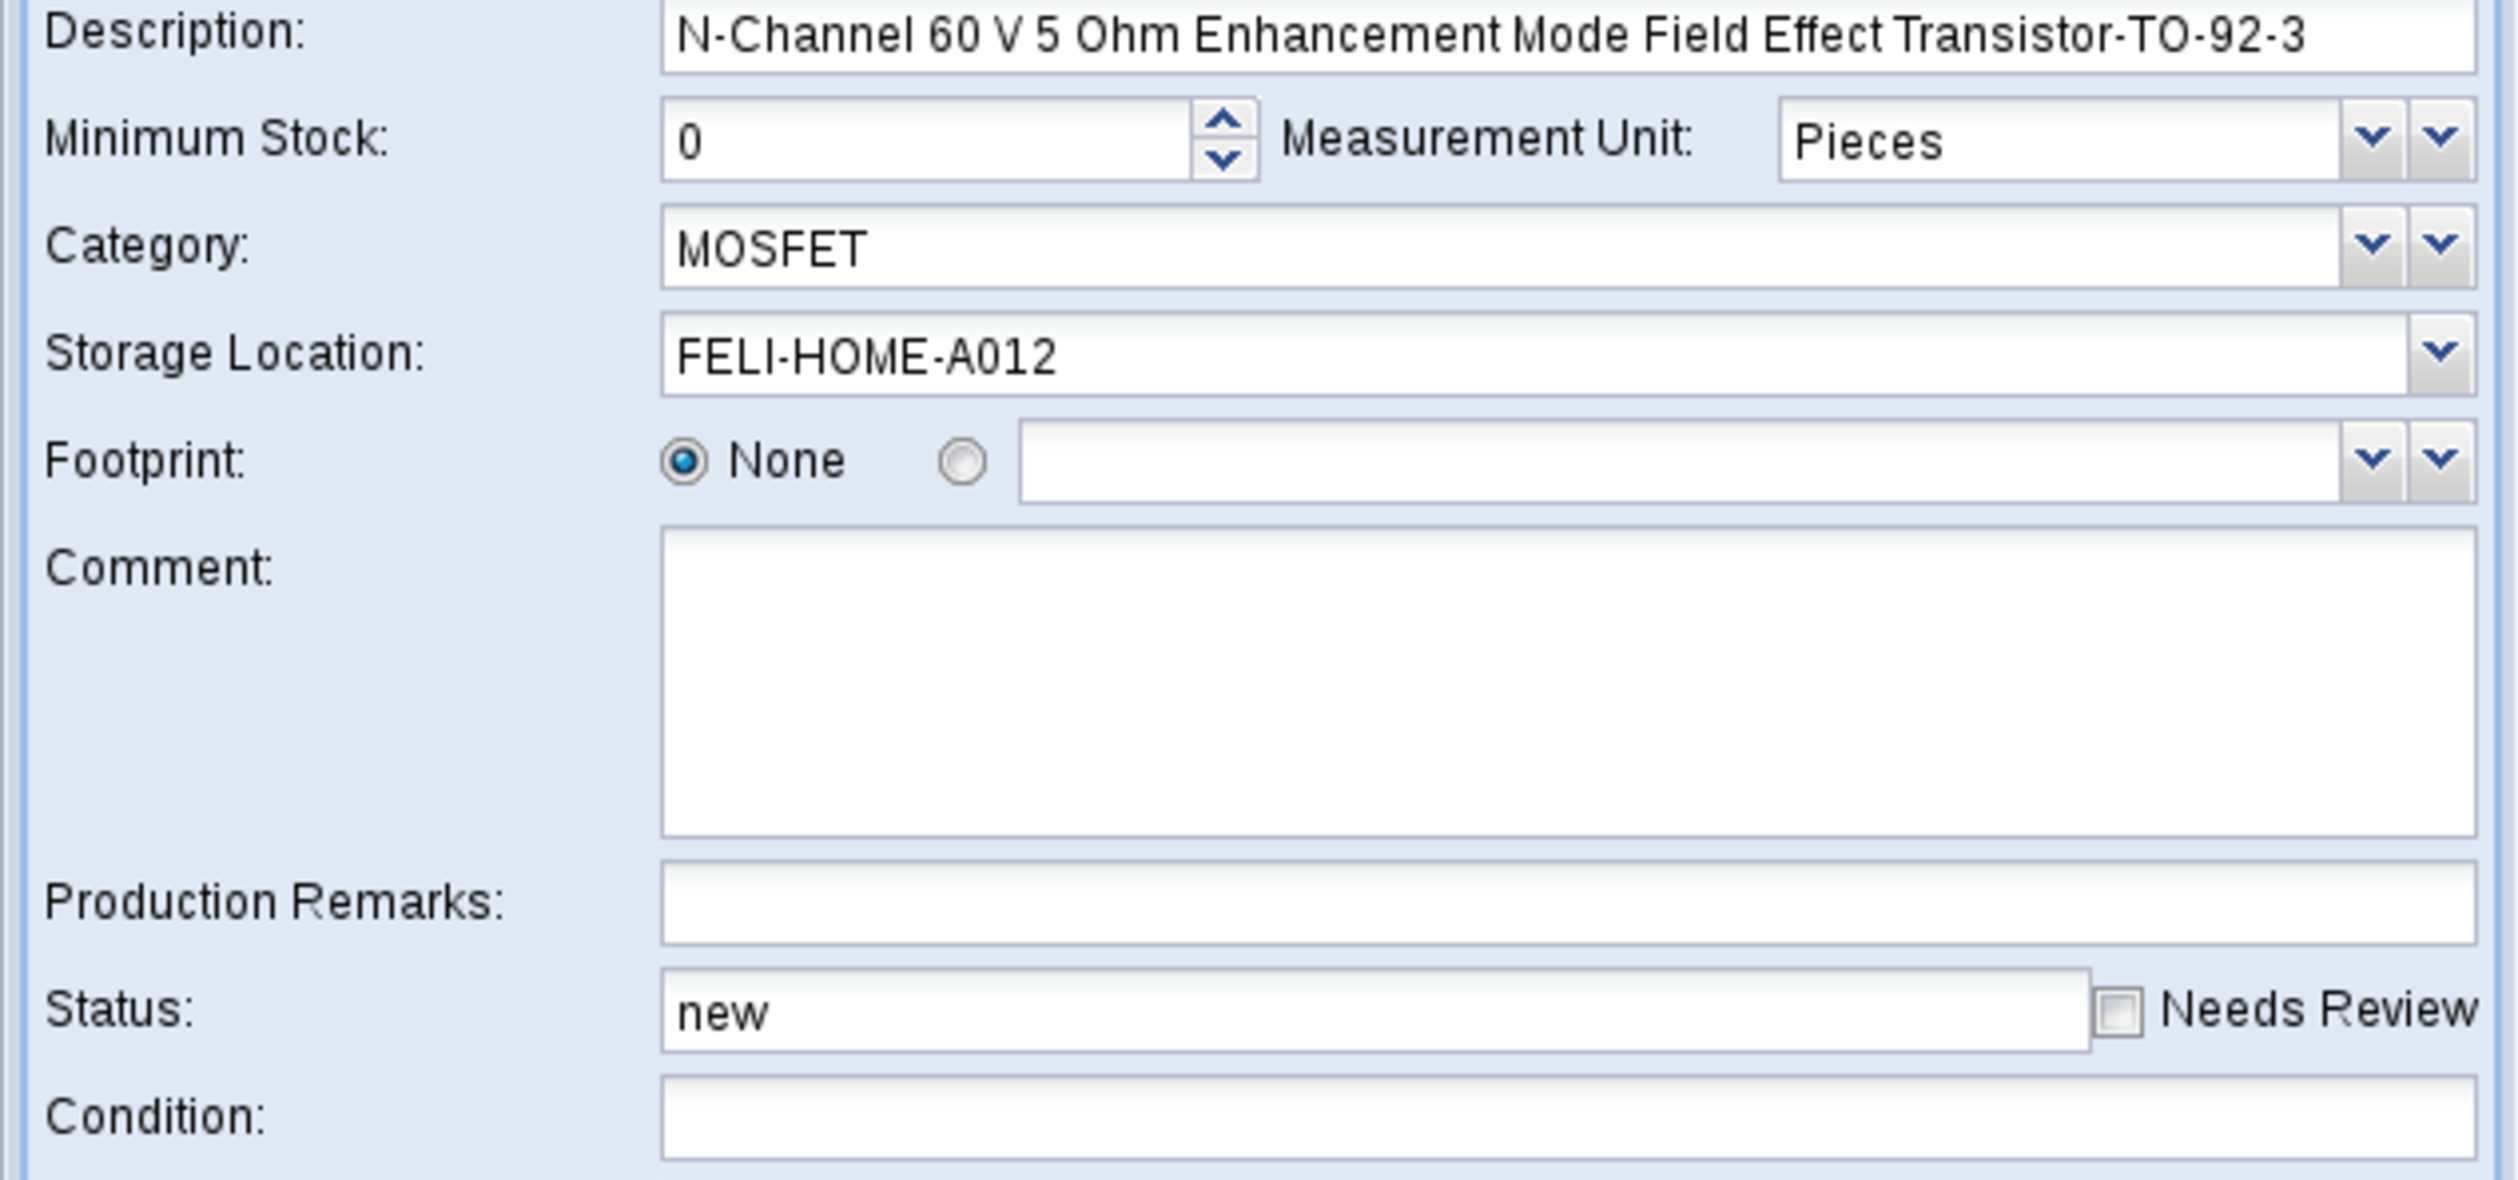 Description: N-Channel 60 V 5 Ohm Enhancement Mode Field Effect Transistor-TO-92-3
Minimum Stock: 0 Measurement Unit: Pieces
Category: MOSFET
Storage Location: FELI-HOME-A012
Footprint: None
Comment:
Production Remarks:
Status: new Needs Review
Condition: